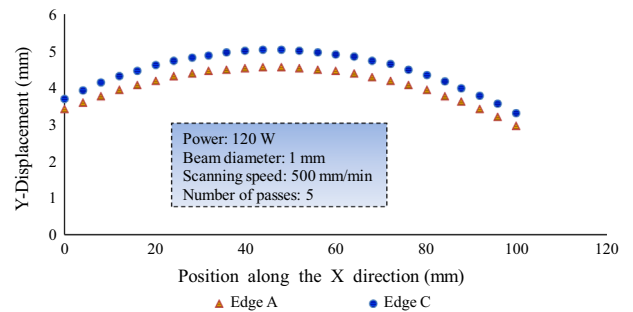 6
5
4
3
2
1
0
Y-Displacement (mm)
Power: 120 W
Beam diameter: 1 mm
Scanning speed: 500 mm/min
Number of passes: 5
0 20 40 60 80 100 120
Position along the X direction (mm)
Edge A Edge C